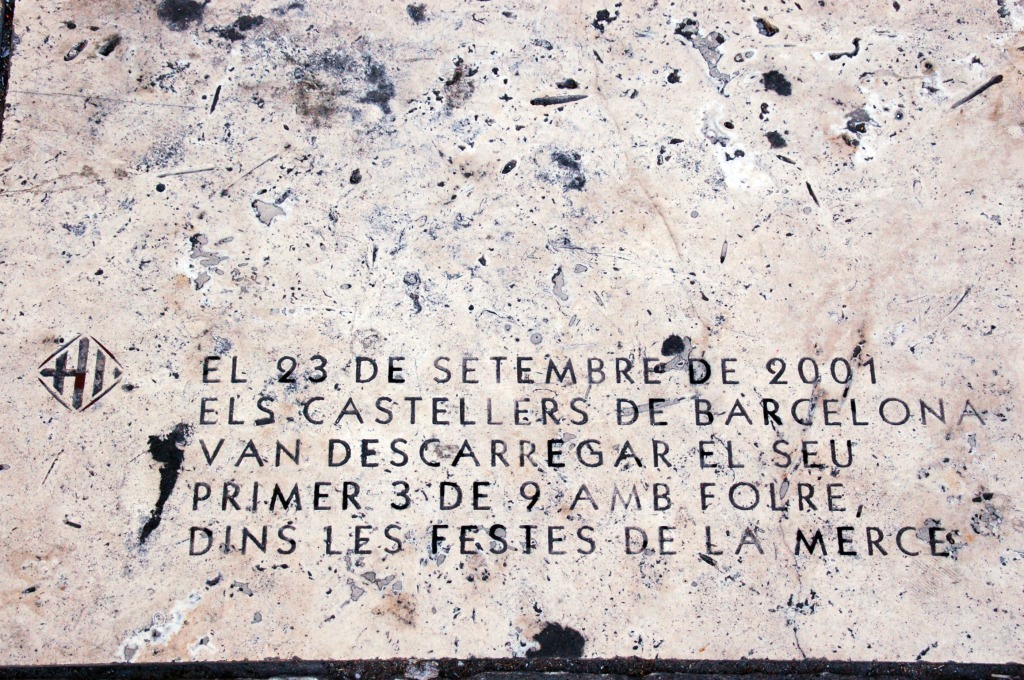 EL 23 DE SETEMBRE DE 2001
ELS CASTELLERS DE BARCELONA
VAN DESCARREGAR EL SEU
PRIMER 3 DE 9 AMB FOLRE,
DINS LES FESTES DE LA MERCE